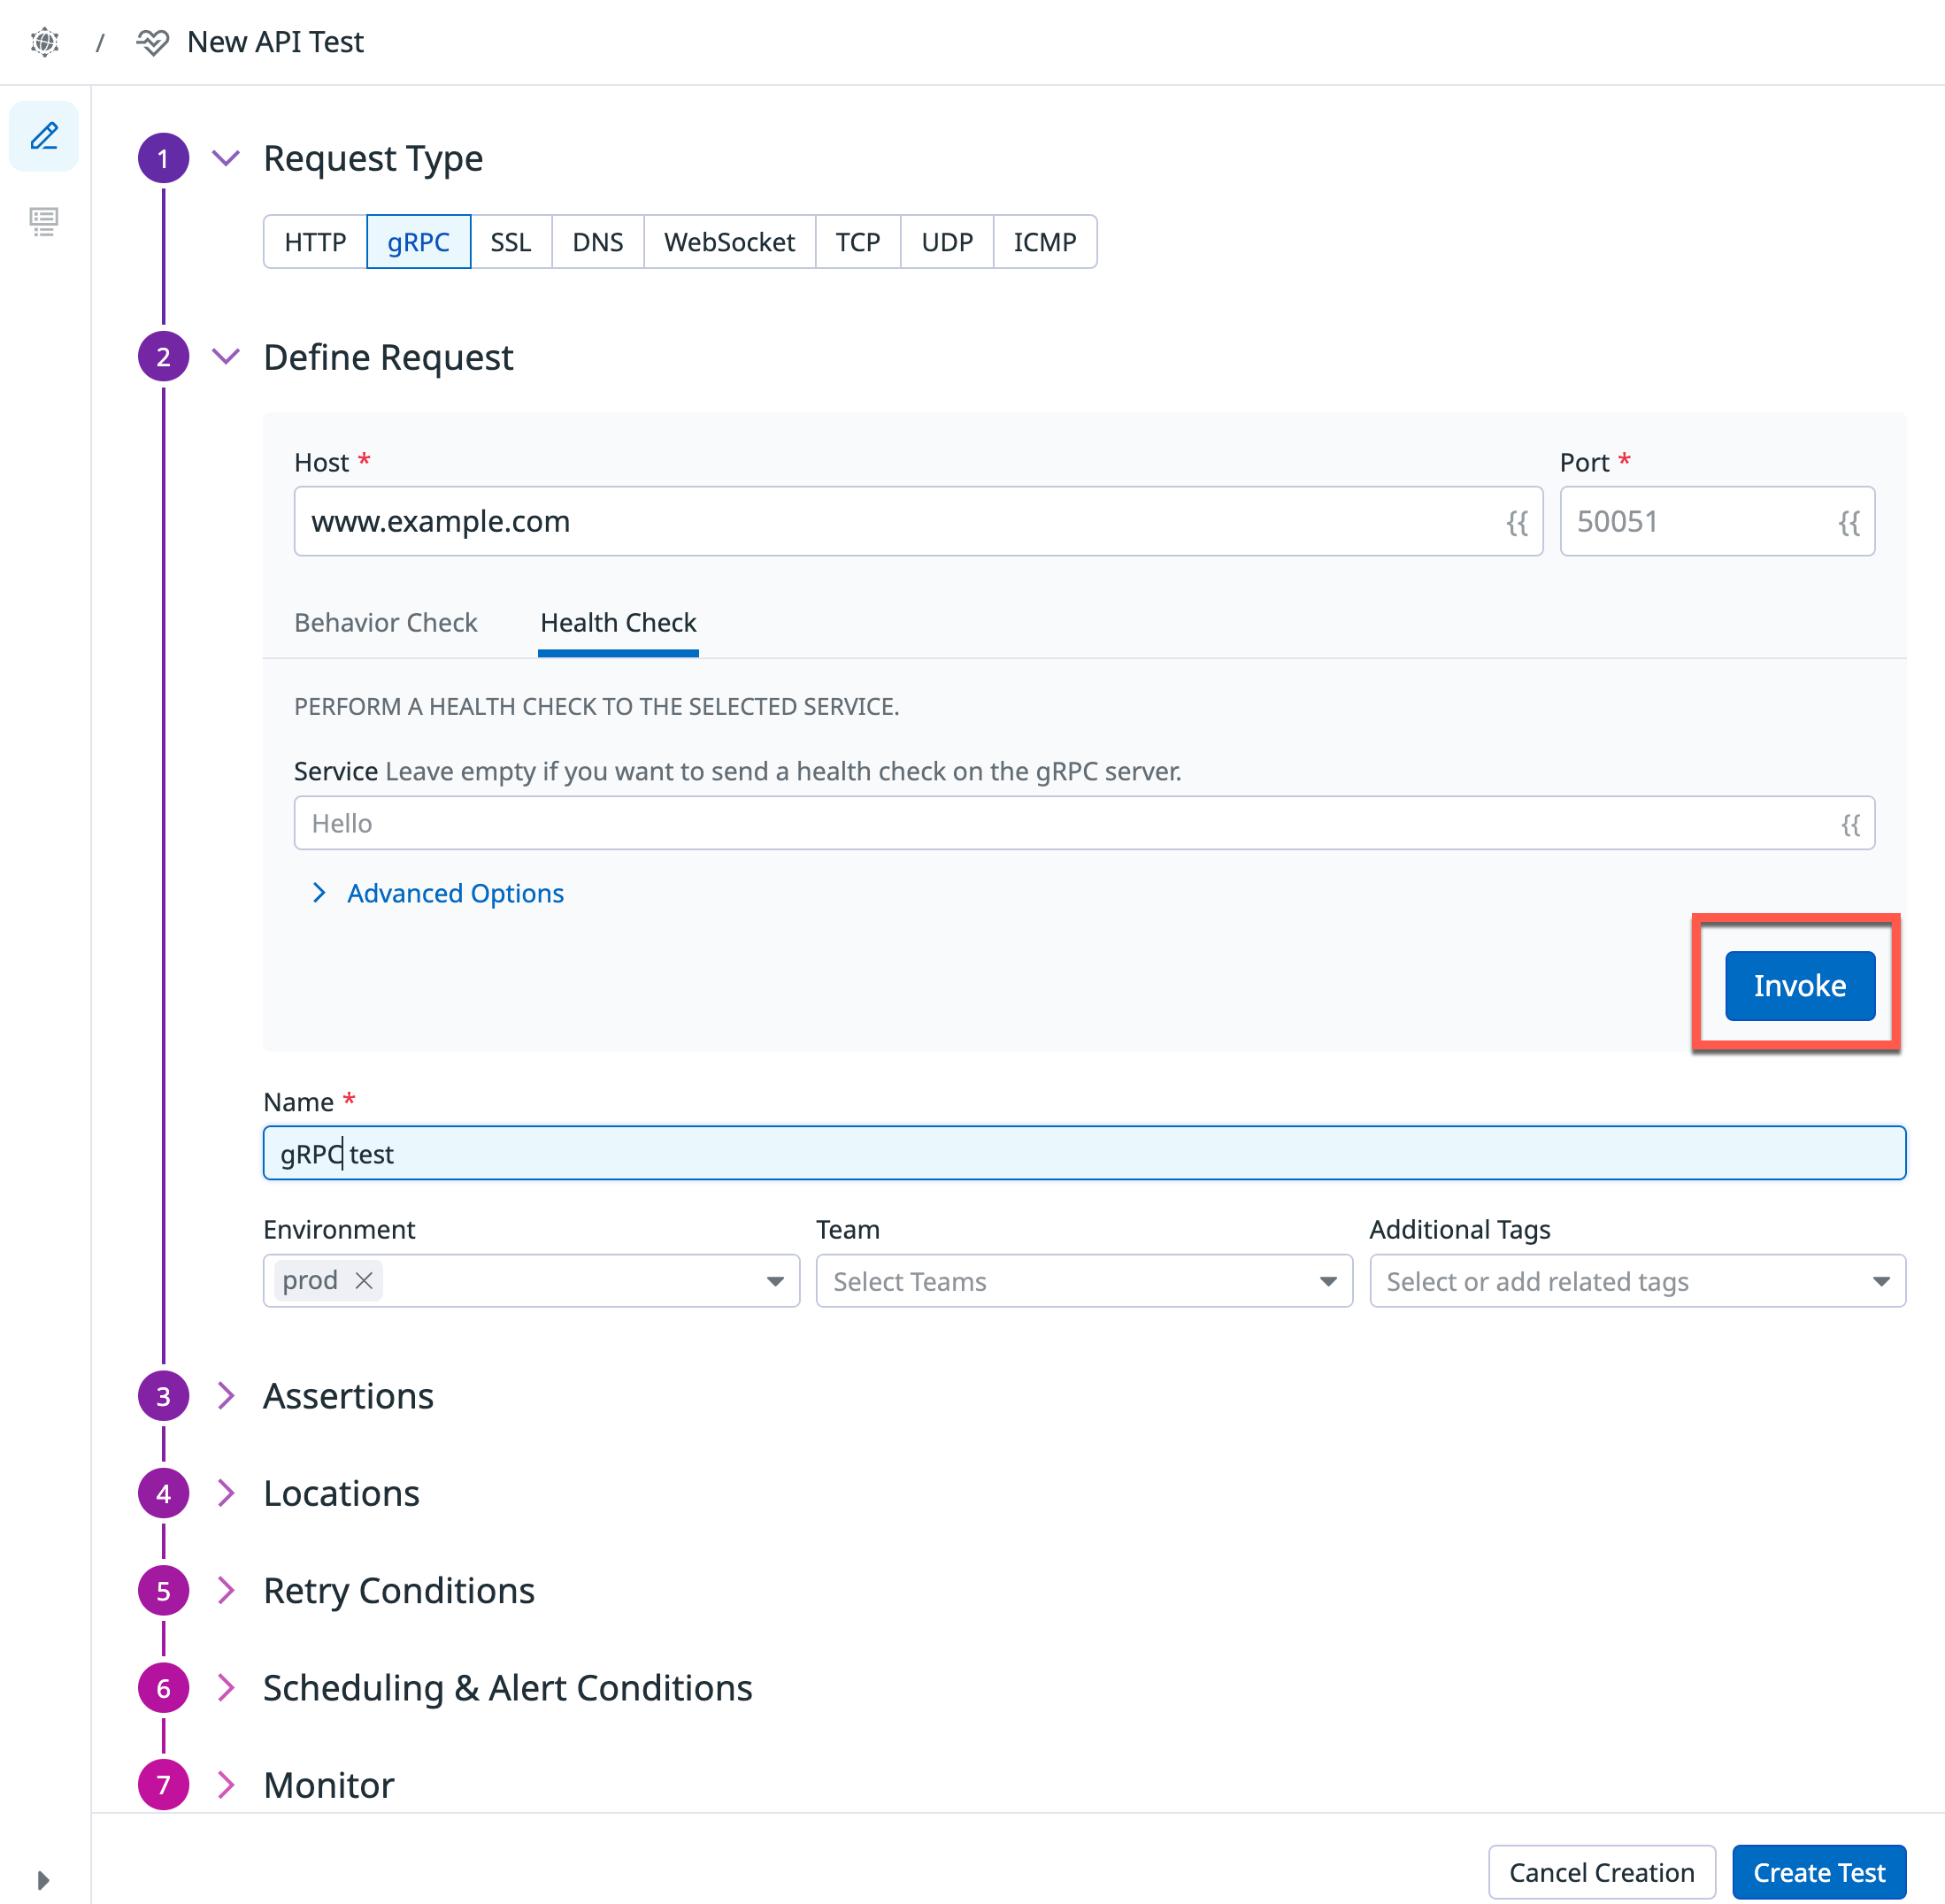 / New API Test
1 Request Type
HTTP gRPC SSL DNS WebSocket TCP UDP ICMP
2 Define Request
Host * Port *
www.example.com {{ 50051 {{
Behavior Check Health Check
PERFORM A HEALTH CHECK TO THE SELECTED SERVICE.
Service Leave empty if you want to send a health check on the gRPC server.
Hello {{
Advanced Options
Invoke
Name *
gRPC test
Environment Team Additional Tags
prod Select Teams Select or add related tags
3 Assertions
4 Locations
5 Retry Conditions
6 Scheduling & Alert Conditions
7 Monitor
Cancel Creation Create Test